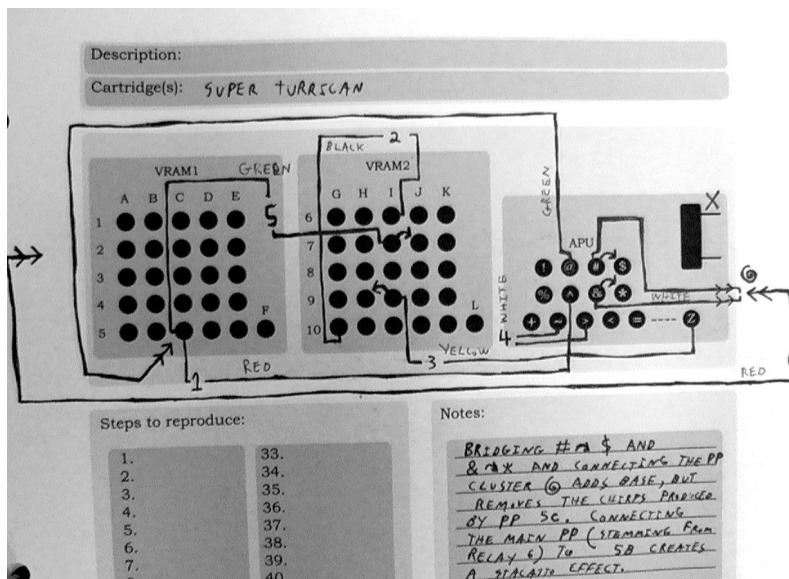 Description:
Cartridge(s): SUPER TURRICAN
2
BLACK
VRAM1 GREEN VRAM2
A B C D E G H I J K
GREEN
X
1 5 6
2 7
APU
3 8
! @ # $
4 9
WHITE
% ^ & * WHITE
F L
5 10
+ ~ > < = ---- Z
4
YELLOW
1 RED 3 RED
Steps to reproduce: Notes:
1. 33.
2. 34.
3. 35.
4. 36.
5. 37.
6. 38.
7. 39.
40
BRIDGING # → $ AND
& → * AND CONNECTING THE PP
CLUSTER 6 ADDS BASE, BUT
REMOVES THE CHIRPS PRODUCED
BY PP 5C. CONNECTING
THE MAIN PP (STEMMING FROM
RELAY 6) TO 5B CREATES
A STACATTO EFFECT.